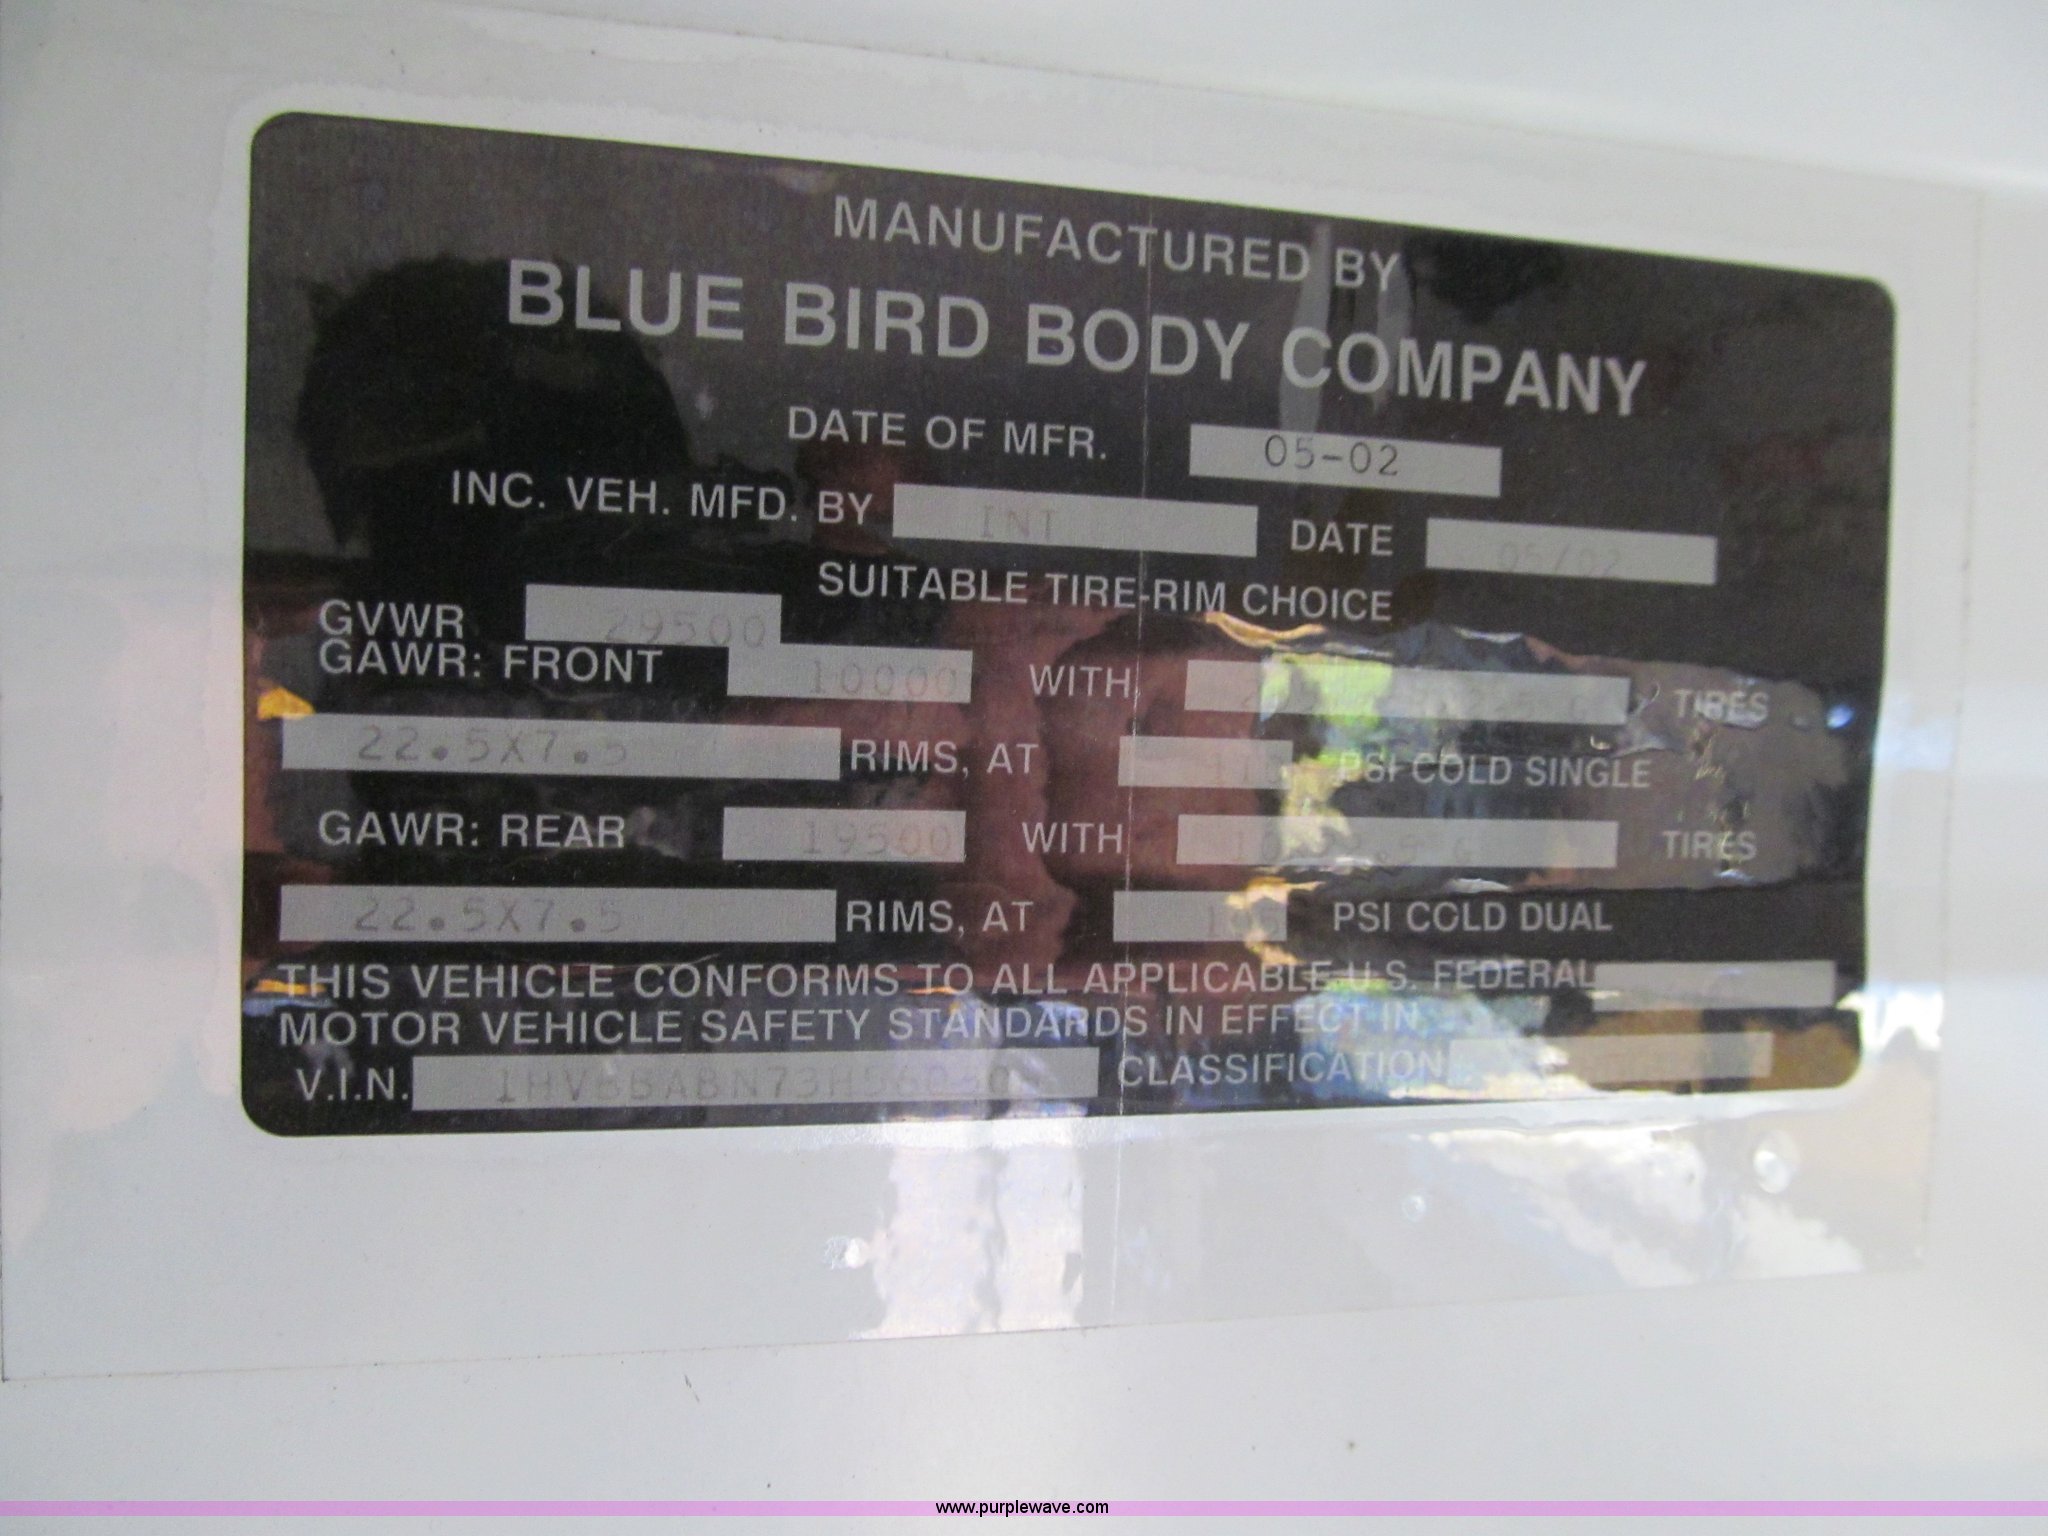 MANUFACTURED BY
BLUE BIRD BODY COMPANY
DATE OF MFR. 05-02
INC. VEH. MFD. BY INT DATE 05/02
SUITABLE TIRE-RIM CHOICE
GVWR 29500
GAWR: FRONT 10000 WITH TIRES
22.5X7.5 RIMS, AT PSI COLD SINGLE
GAWR: REAR 19500 WITH TIRES
22.5X7.5 RIMS, AT PSI COLD DUAL
THIS VEHICLE CONFORMS TO ALL APPLICABLE U.S. FEDERAL
MOTOR VEHICLE SAFETY STANDARDS IN EFFECT IN
V.I.N. CLASSIFICATION
www.purplewave.com